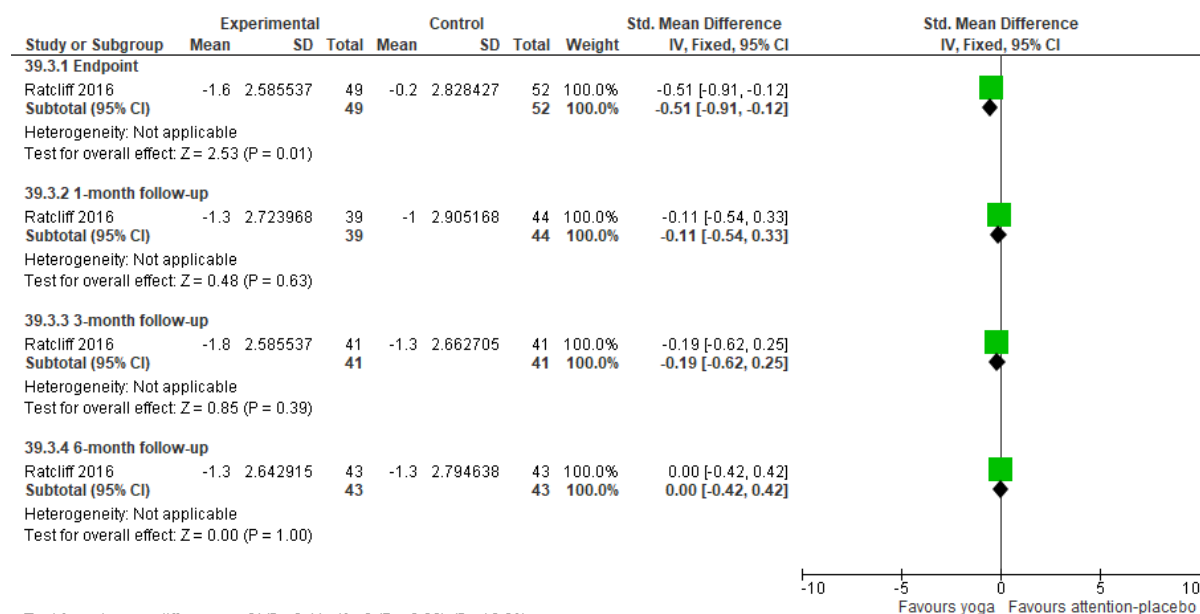 Experimental Control Std. Mean Difference Std. Mean Difference
Study or Subgroup Mean SD Total Mean SD Total Weight IV, Fixed, 95% CI IV, Fixed, 95% CI
39.3.1 Endpoint
Ratcliff 2016 -1.6 2.585537 49 -0.2 2.828427 52 100.0% -0.51 [-0.91, -0.12]
Subtotal (95% CI) 49 52 100.0% -0.51 [-0.91, -0.12]
Heterogeneity: Not applicable
Test for overall effect: Z = 2.53 (P = 0.01)
39.3.2 1-month follow-up
Ratcliff 2016 -1.3 2.723968 39 -1 2.905168 44 100.0% -0.11 [-0.54, 0.33]
Subtotal (95% CI) 39 44 100.0% -0.11 [-0.54, 0.33]
Heterogeneity: Not applicable
Test for overall effect: Z = 0.48 (P = 0.63)
39.3.3 3-month follow-up
Ratcliff 2016 -1.8 2.585537 41 -1.3 2.662705 41 100.0% -0.19 [-0.62, 0.25]
Subtotal (95% CI) 41 41 100.0% -0.19 [-0.62, 0.25]
Heterogeneity: Not applicable
Test for overall effect: Z = 0.85 (P = 0.39)
39.3.4 6-month follow-up
Ratcliff 2016 -1.3 2.642915 43 -1.3 2.794638 43 100.0% 0.00 [-0.42, 0.42]
Subtotal (95% CI) 43 43 100.0% 0.00 [-0.42, 0.42]
Heterogeneity: Not applicable
Test for overall effect: Z = 0.00 (P = 1.00)
-10 -5 0 5 10
Favours yoga Favours attention-placebo